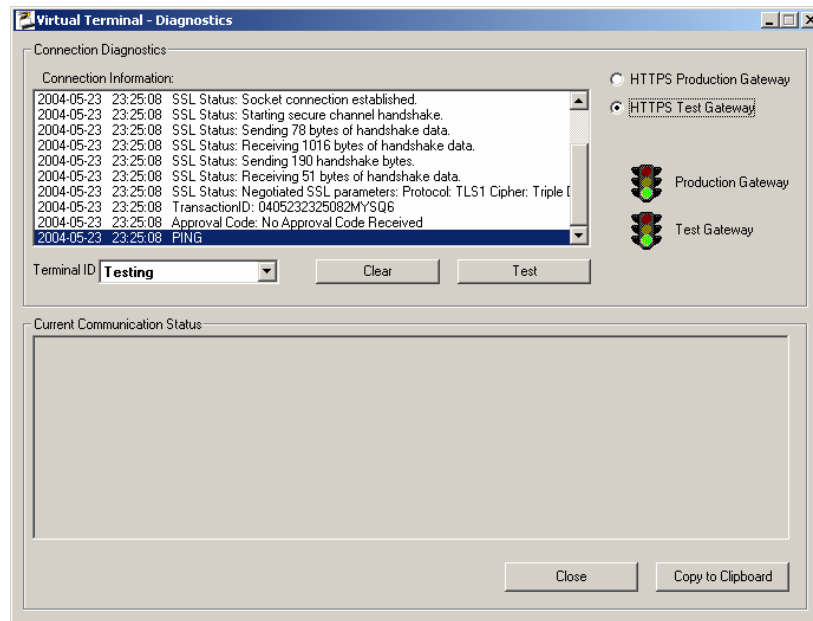 Virtual Terminal - Diagnostics
Connection Diagnostics
Connection Information:
2004-05-23 23:25:08 SSL Status: Socket connection established.
2004-05-23 23:25:08 SSL Status: Starting secure channel handshake.
2004-05-23 23:25:08 SSL Status: Sending 78 bytes of handshake data.
2004-05-23 23:25:08 SSL Status: Receiving 1016 bytes of handshake data.
2004-05-23 23:25:08 SSL Status: Sending 190 handshake bytes.
2004-05-23 23:25:08 SSL Status: Receiving 51 bytes of handshake data.
2004-05-23 23:25:08 SSL Status: Negotiated SSL parameters: Protocol: TLS1 Cipher: Triple
2004-05-23 23:25:08 TransactionID: 0405232325082MYSQ6
2004-05-23 23:25:08 Approval Code: No Approval Code Received
2004-05-23 23:25:08 PING
HTTPS Production Gateway
HTTPS Test Gateway
Production Gateway
Test Gateway
Terminal ID Testing
Clear
Test
Current Communication Status
Close
Copy to Clipboard